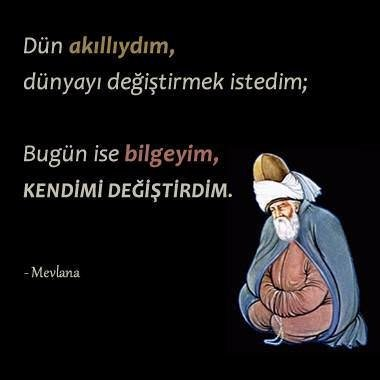 Dün akıllıydım,
dünyayı değiştirmek istedim;
Bugün ise bilgeyim,
KENDİMİ DEĞİŞTİRDİM.
- Mevlana